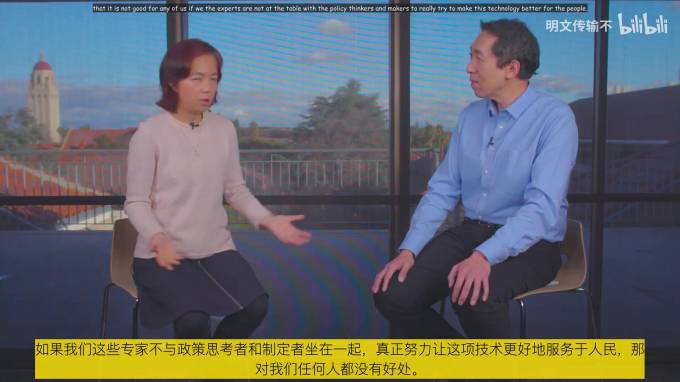 that it is not good for any of us if we the experts are not at the table with the policy thinkers and makers to really try to make this technology better for the people.
明文传输不 bilibili
如果我们这些专家不与政策思考者和制定者坐在一起，真正努力让这项技术更好地服务于人民，那
对我们任何人都没有好处。